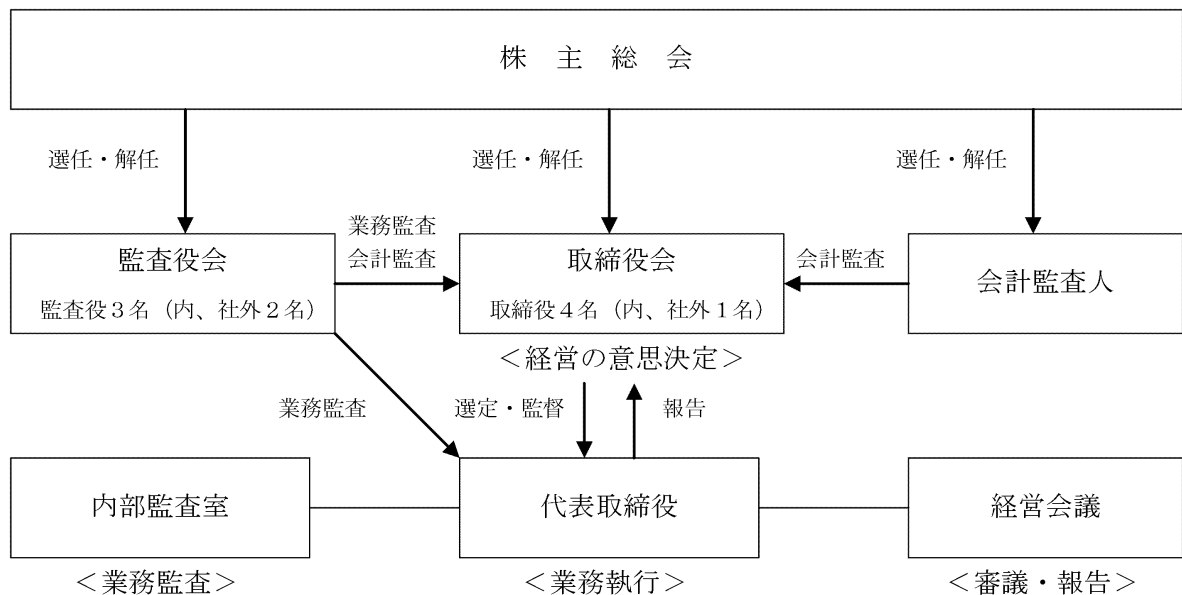 株 主 総 会
選任・解任
選任・解任
選任・解任
監査役会
監査役３名（内、社外２名）
業務監査
会計監査
取締役会
取締役４名（内、社外１名）
会計監査
会計監査人
＜経営の意思決定＞
業務監査
選定・監督
報告
内部監査室
代表取締役
経営会議
＜業務監査＞
＜業務執行＞
＜審議・報告＞